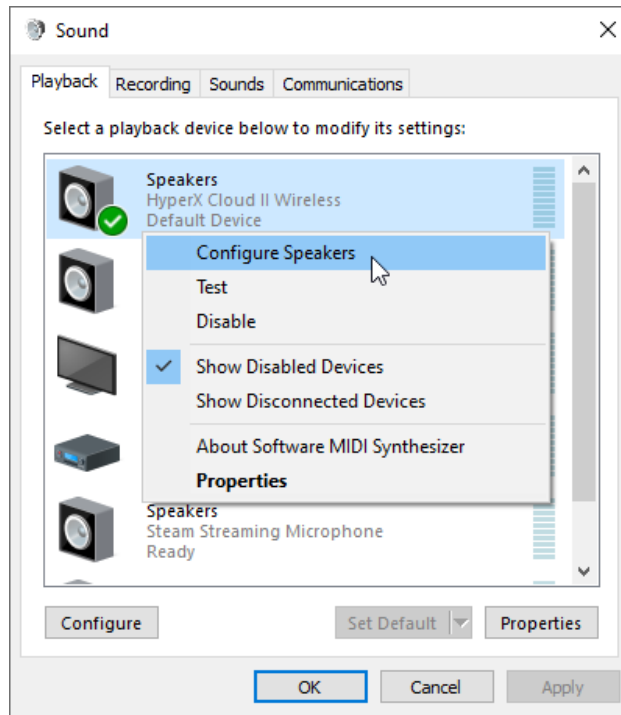 Sound
Playback Recording Sounds Communications
Select a playback device below to modify its settings:
Speakers
HyperX Cloud II Wireless
Default Device
Configure Speakers
Test
Disable
Show Disabled Devices
Show Disconnected Devices
About Software MIDI Synthesizer
Properties
Speakers
Steam Streaming Microphone
Ready
Configure Set Default Properties
OK Cancel Apply